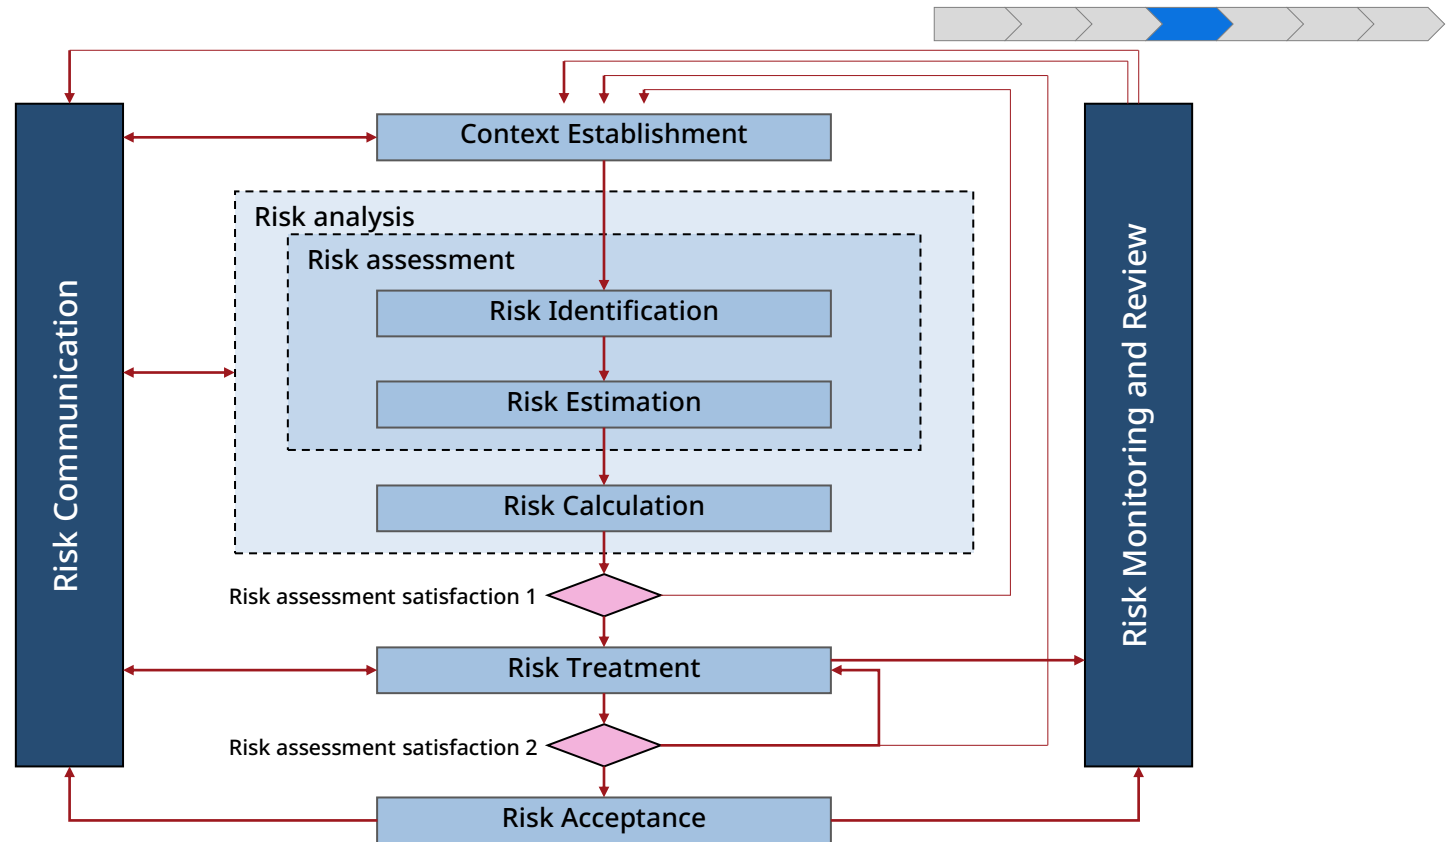 Context Establishment
Risk analysis
Risk assessment
Risk Identification
Risk Estimation
Risk Calculation
Risk assessment satisfaction 1
Risk Treatment
Risk assessment satisfaction 2
Risk Acceptance
Risk Communication
Risk Monitoring and Review